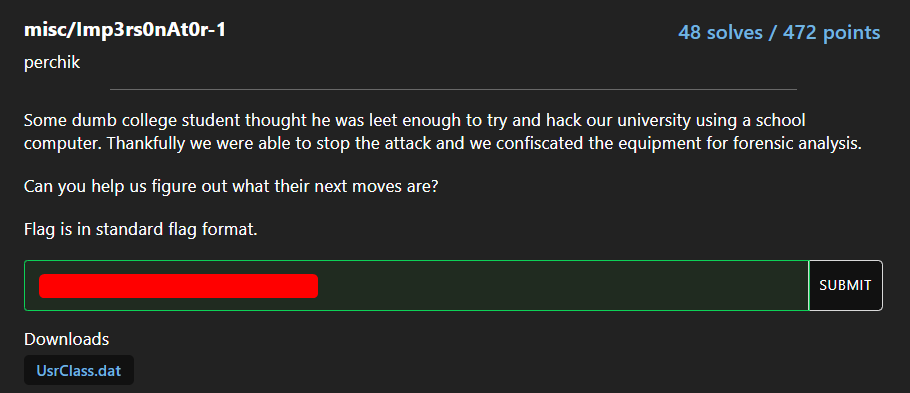 misc/Imp3rs0nAt0r-1
48 solves / 472 points
perchik
Some dumb college student thought he was leet enough to try and hack our university using a school
computer. Thankfully we were able to stop the attack and we confiscated the equipment for forensic analysis.
Can you help us figure out what their next moves are?
Flag is in standard flag format.
SUBMIT
Downloads
UsrClass.dat